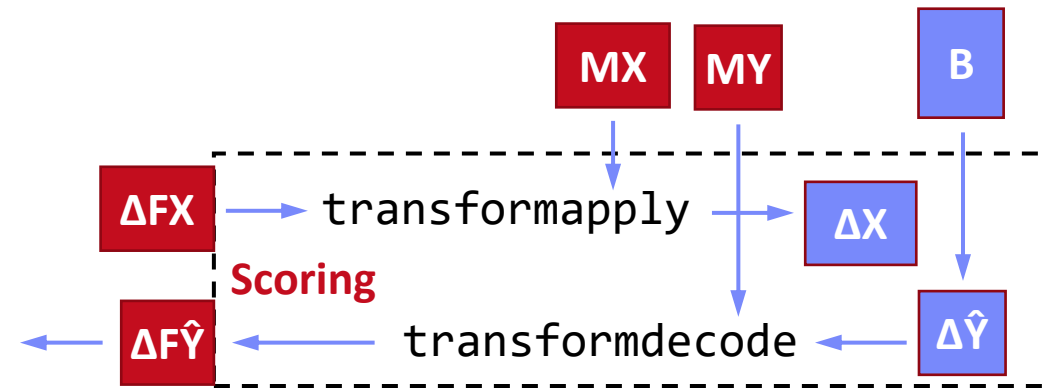 MX MY B
ΔFX transformapply ΔX
Scoring
ΔFŶ transformdecode ΔŶ